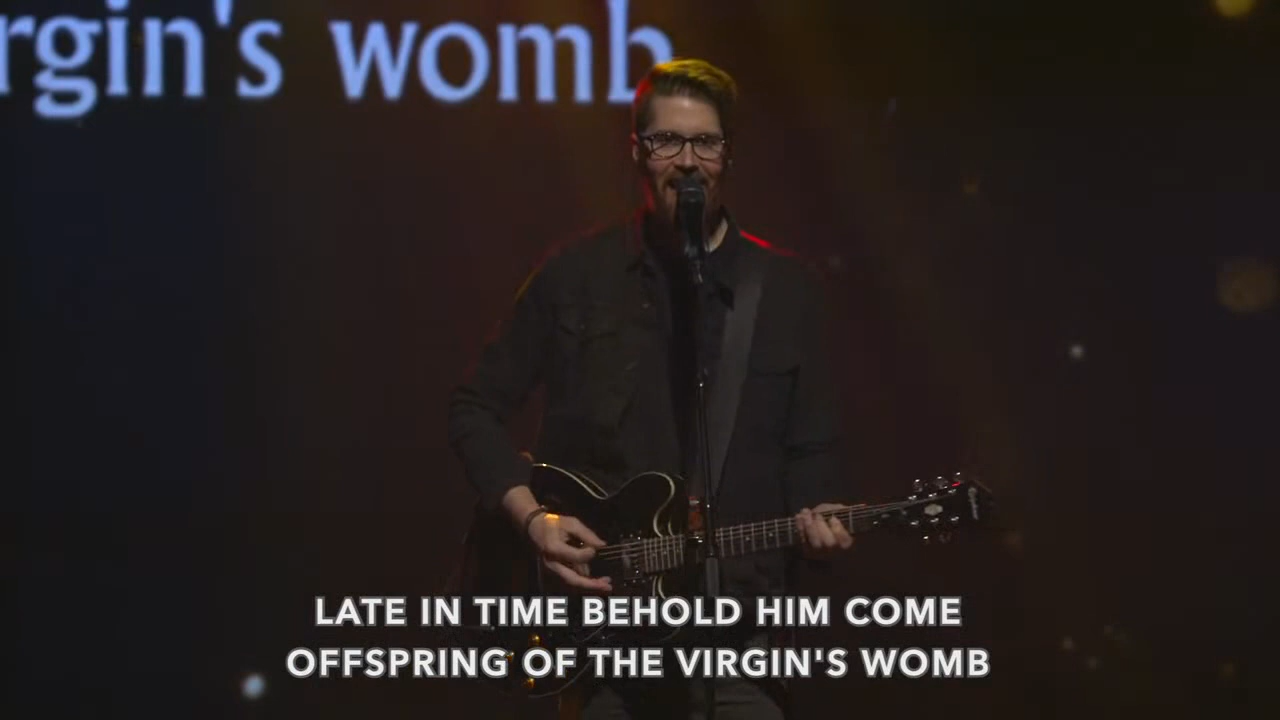 rgin's womb
LATE IN TIME BEHOLD HIM COME
OFFSPRING OF THE VIRGIN'S WOMB